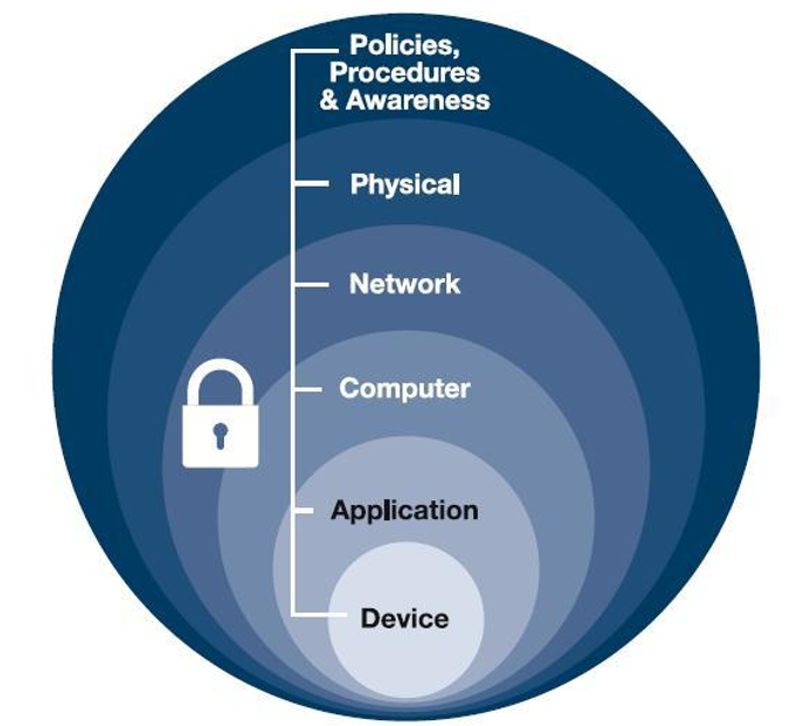 Policies,
Procedures
& Awareness
Physical
Network
Computer
Application
Device